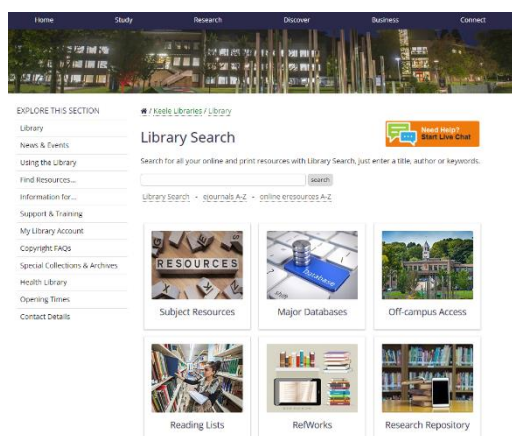 Home Study Research Discover Business Connect
EXPLORE THIS SECTION
Library
News & Events
Using the Library
Find Resources...
Information for...
Support & Training
My Library Account
Copyright FAQs
Special Collections & Archives
Health Library
Opening Times
Contact Details
/ Keele Libraries / Library
Library Search
Need Help?
Start Live Chat
Search for all your online and print resources with Library Search, just enter a title, author or keywords.
search
Library Search - ejournals A-Z - online eresources A-Z
RESOURCES
Subject Resources
Database
shift
Major Databases
Off-campus Access
Reading Lists
RefWorks
Research Repository